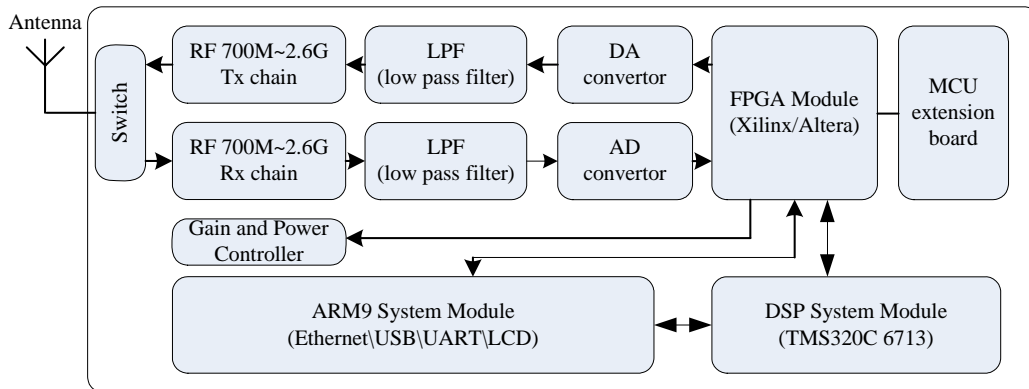 Antenna
Switch
RF 700M~2.6G
Tx chain
LPF
(low pass filter)
DA
convertor
FPGA Module
(Xilinx/Altera)
MCU
extension
board
RF 700M~2.6G
Rx chain
LPF
(low pass filter)
AD
convertor
Gain and Power
Controller
ARM9 System Module
(Ethernet\USB\UART\LCD)
DSP System Module
(TMS320C 6713)